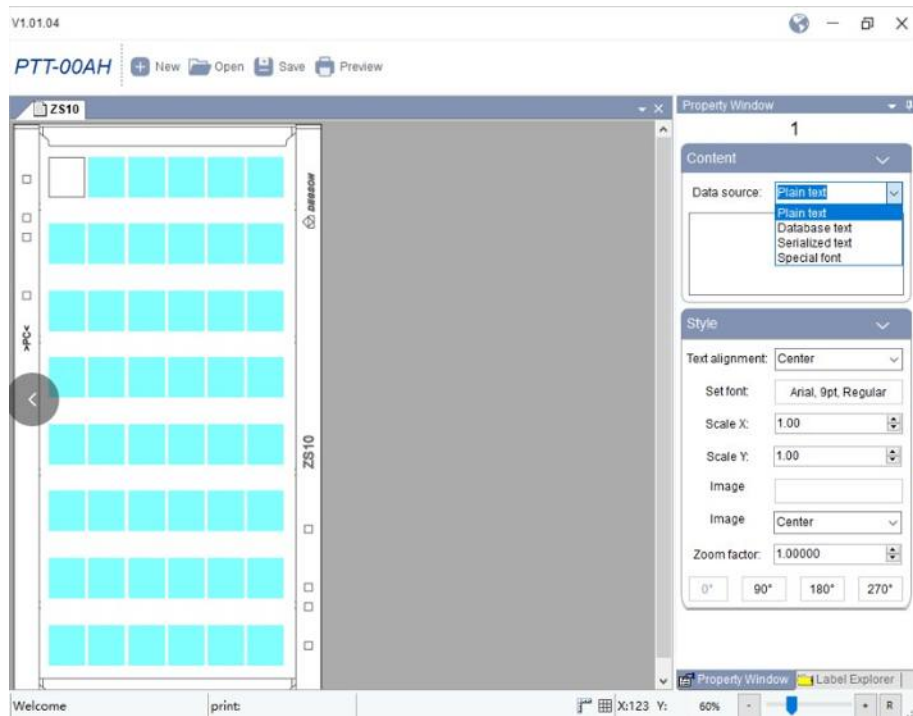 V1.01.04
PTT-00AH
New
Open
Save
Preview
ZS10
DEGSON
>PC<
ZS10
Property Window
1
Content
Data source: Plain text
Plain text
Database text
Serialized text
Special font
Style
Text alignment: Center
Set font: Arial, 9pt, Regular
Scale X: 1.00
Scale Y: 1.00
Image
Image Center
Zoom factor: 1.00000
0° 90° 180° 270°
Property Window Label Explorer
Welcome print: X:123 Y: 60% - + R